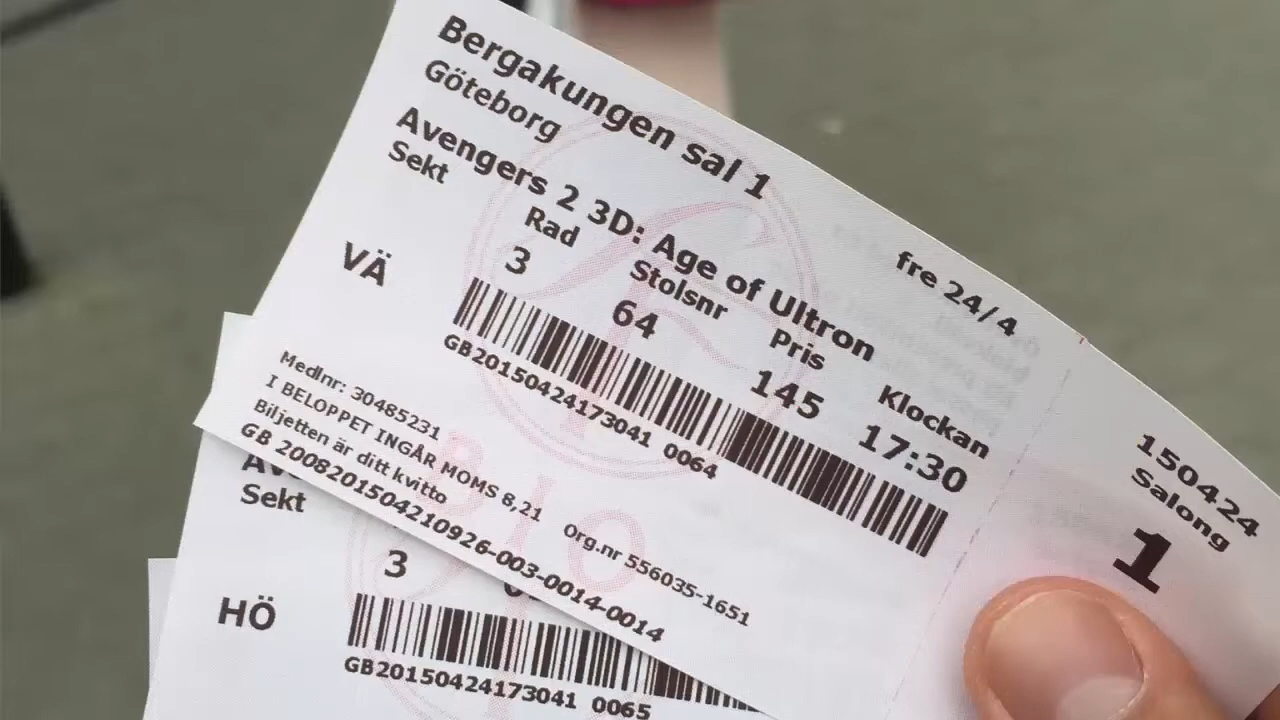 Bergakungen sal 1
Göteborg
fre 24/4
Avengers 2 3D: Age of Ultron
Sekt Rad Stolsnr Pris Klockan
VÄ 3 64 145 17:30
GB20150424173041 0064
Medlnr: 30485231
I BELOPPET INGÅR MOMS 8,21 Org.nr 556035-1651
Biljetten är ditt kvitto
GB 2008201504210926-003-0014-0014
150424
Salong
1
BIO
Sekt
HÖ 3
GB20150424173041 0065